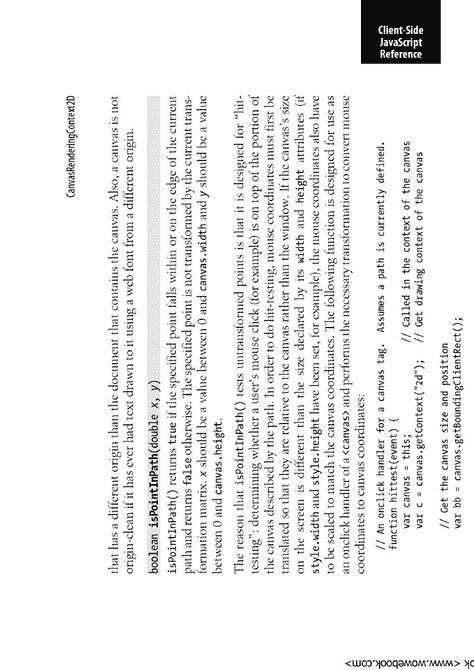 Client-Side
JavaScript
Reference
CanvasRenderingContext2D
that has a different origin than the document that contains the canvas. Also, a canvas is not
origin-clean if it has ever had text drawn to it using a web font from a different origin.
boolean isPointInPath(double x, y)
isPointInPath() returns true if the specified point falls within or on the edge of the current
path and returns false otherwise. The specified point is not transformed by the current trans-
formation matrix. x should be a value between 0 and canvas.width and y should be a value
between 0 and canvas.height.
The reason that isPointInPath() tests untransformed points is that it is designed for “hit-
testing”: determining whether a user's mouse click (for example) is on top of the portion of
the canvas described by the path. In order to do hit-testing, mouse coordinates must first be
translated so that they are relative to the canvas rather than the window. If the canvas's size
on the screen is different than the size declared by its width and height attributes (if
style.width and style.height have been set, for example), the mouse coordinates also have
to be scaled to match the canvas coordinates. The following function is designed for use as
an onclick handler of a <canvas> and performs the necessary transformation to convert mouse
coordinates to canvas coordinates:
// An onclick handler for a canvas tag. Assumes a path is currently defined.
function hittest(event) {
var canvas = this; // Called in the context of the canvas
var c = canvas.getContext("2d"); // Get drawing context of the canvas
// Get the canvas size and position
var bb = canvas.getBoundingClientRect();
ok <www.wowebook.com>